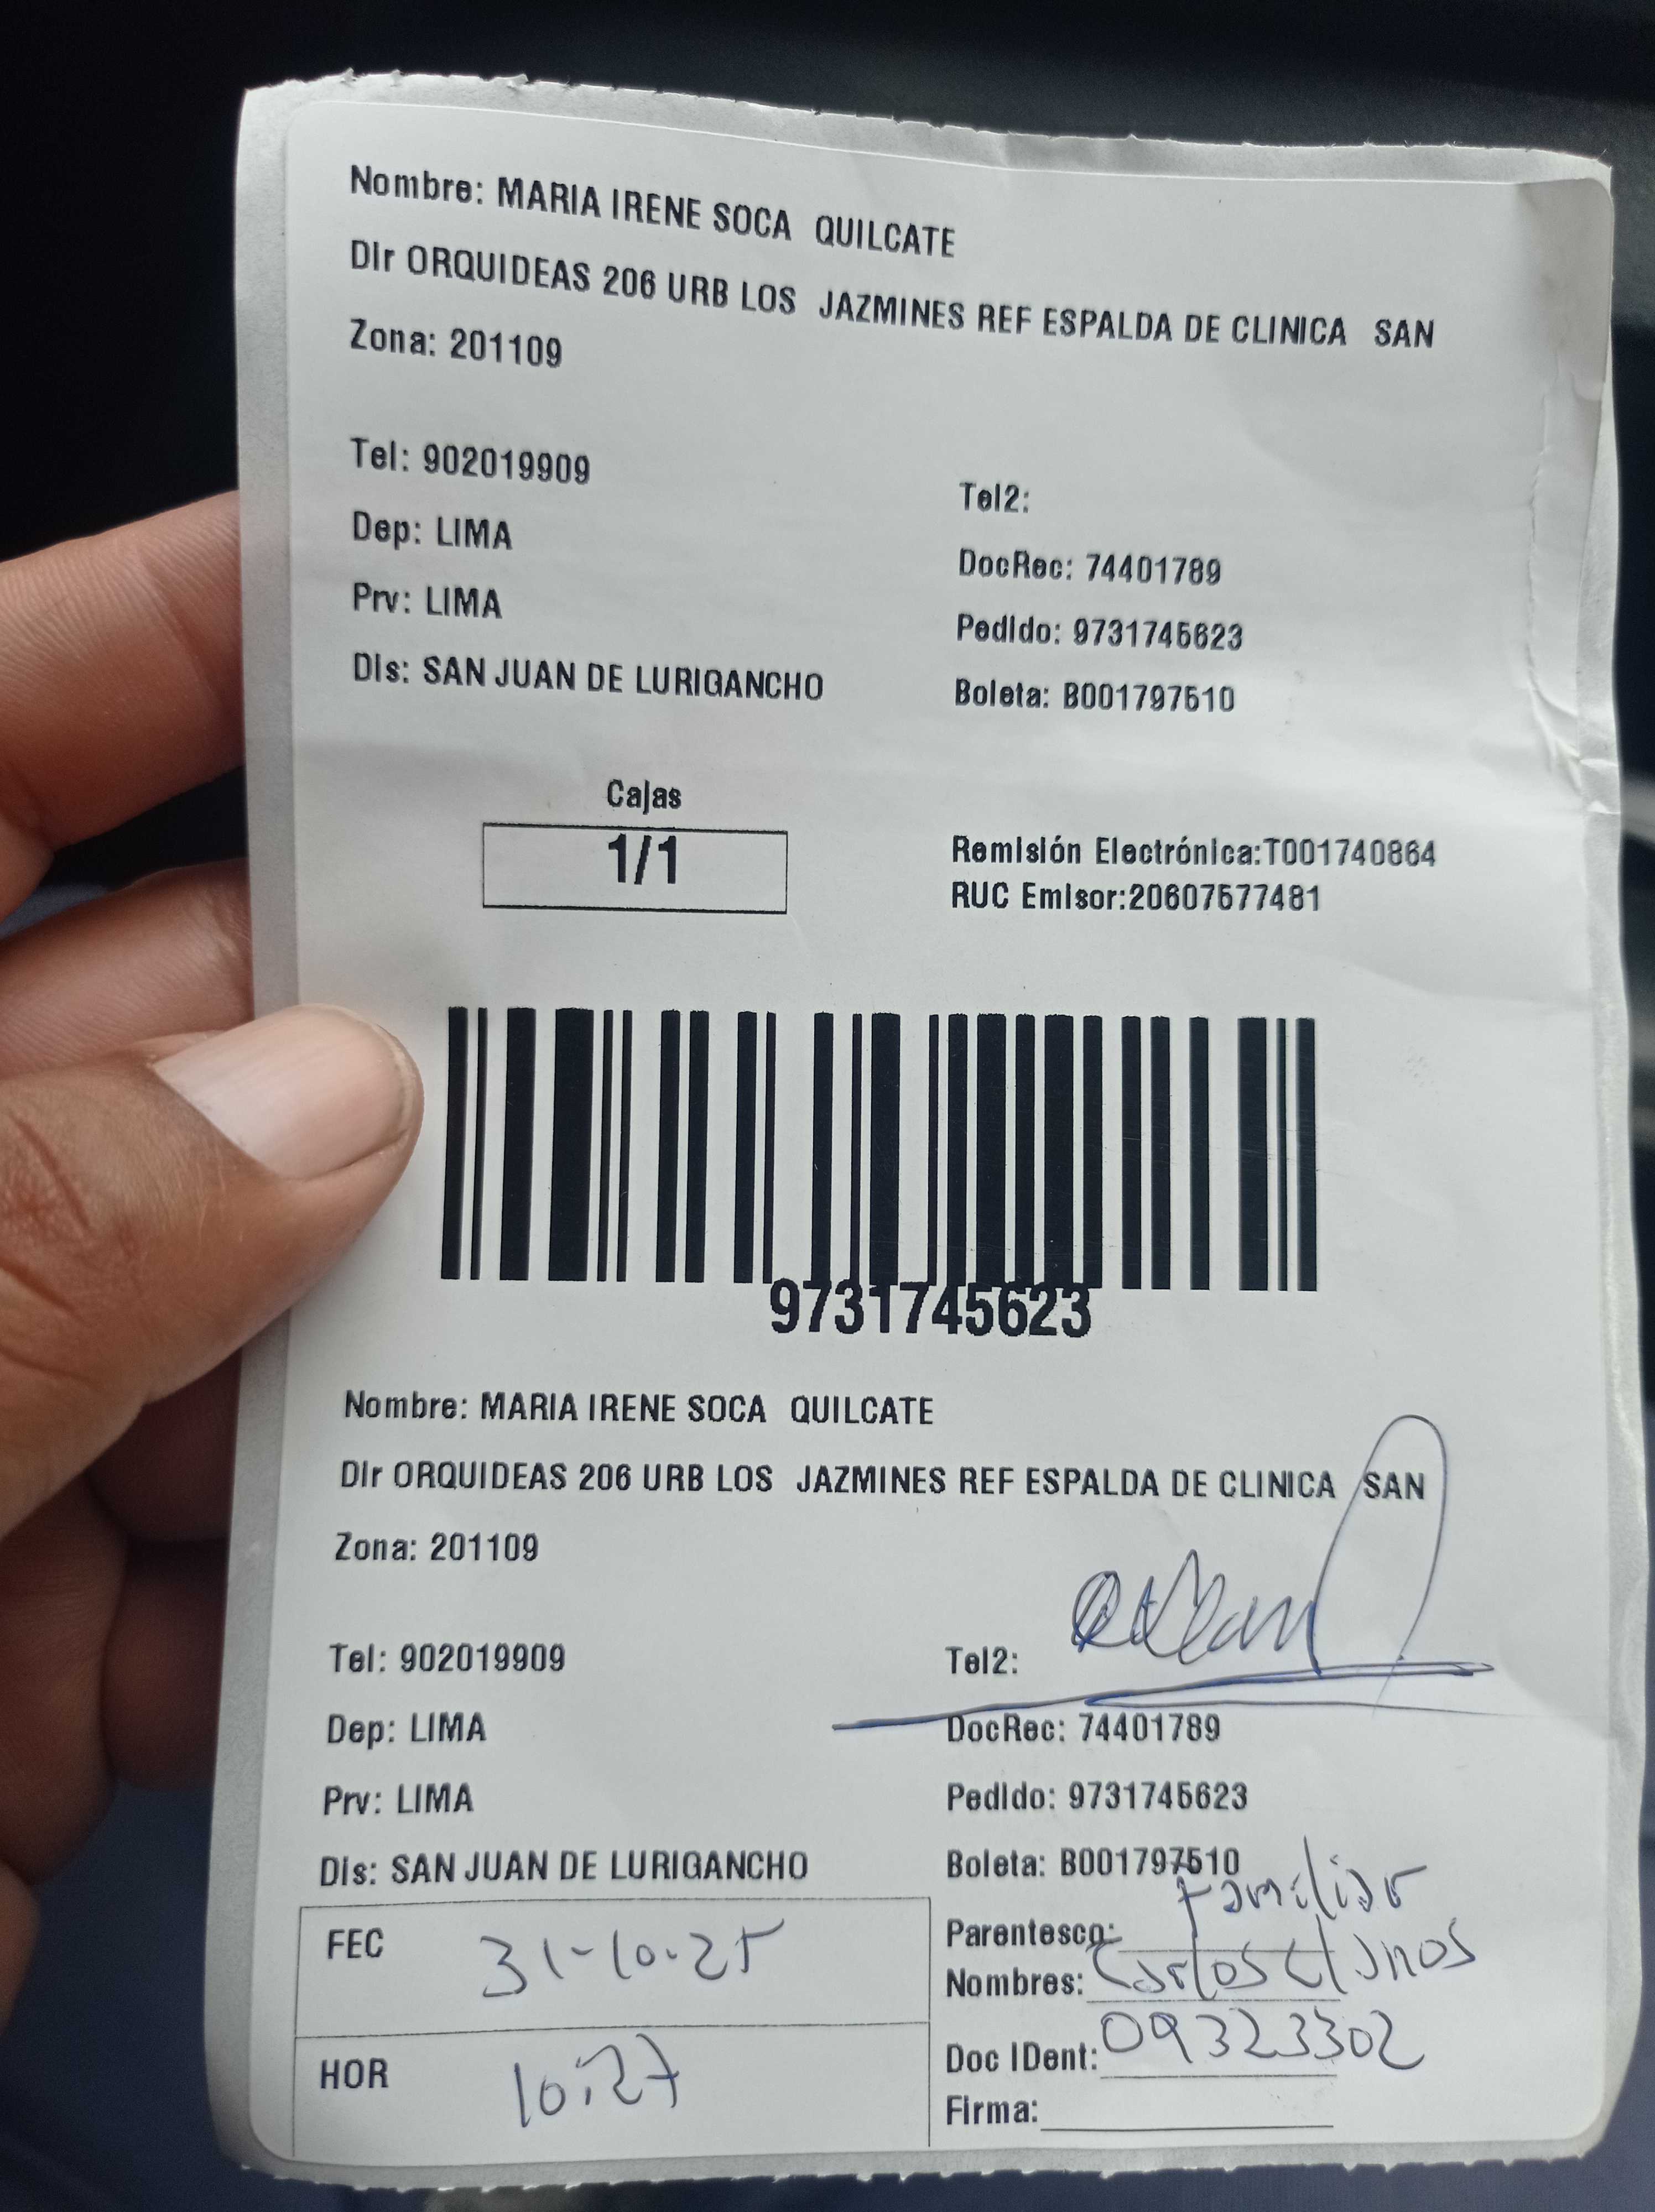 Nombre: MARIA IRENE SOCA QUILCATE
Dir ORQUIDEAS 206 URB LOS JAZMINES REF ESPALDA DE CLINICA SAN
Zona: 201109
Tel: 902019909
Tel2:
Dep: LIMA
DocRec: 74401789
Prv: LIMA
Pedido: 9731745623
Dis: SAN JUAN DE LURIGANCHO
Boleta: B001797510
Cajas
1/1
Remisión Electrónica:T001740864
RUC Emisor:20607577481
9731745623
Nombre: MARIA IRENE SOCA QUILCATE
Dir ORQUIDEAS 206 URB LOS JAZMINES REF ESPALDA DE CLINICA SAN
Zona: 201109
Tel: 902019909
Tel2:
Dep: LIMA
DocRec: 74401789
Prv: LIMA
Pedido: 9731745623
Dis: SAN JUAN DE LURIGANCHO
Boleta: B001797510
FEC 31-10-25
Parentesco: familiar
Nombres: Carlos
HOR 10:27
Doc IDent: 09323302
Firma: